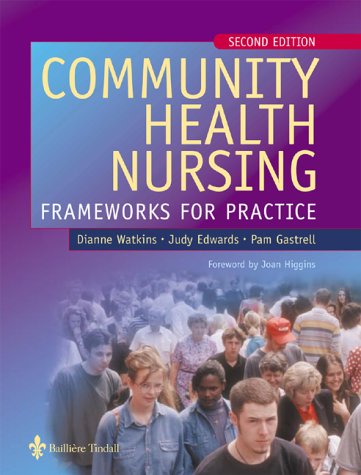 SECOND EDITION
COMMUNITY
HEALTH
NURSING
FRAMEWORKS FOR PRACTICE
Dianne Watkins • Judy Edwards • Pam Gastrell
Foreword by Joan Higgins
Baillière Tindall